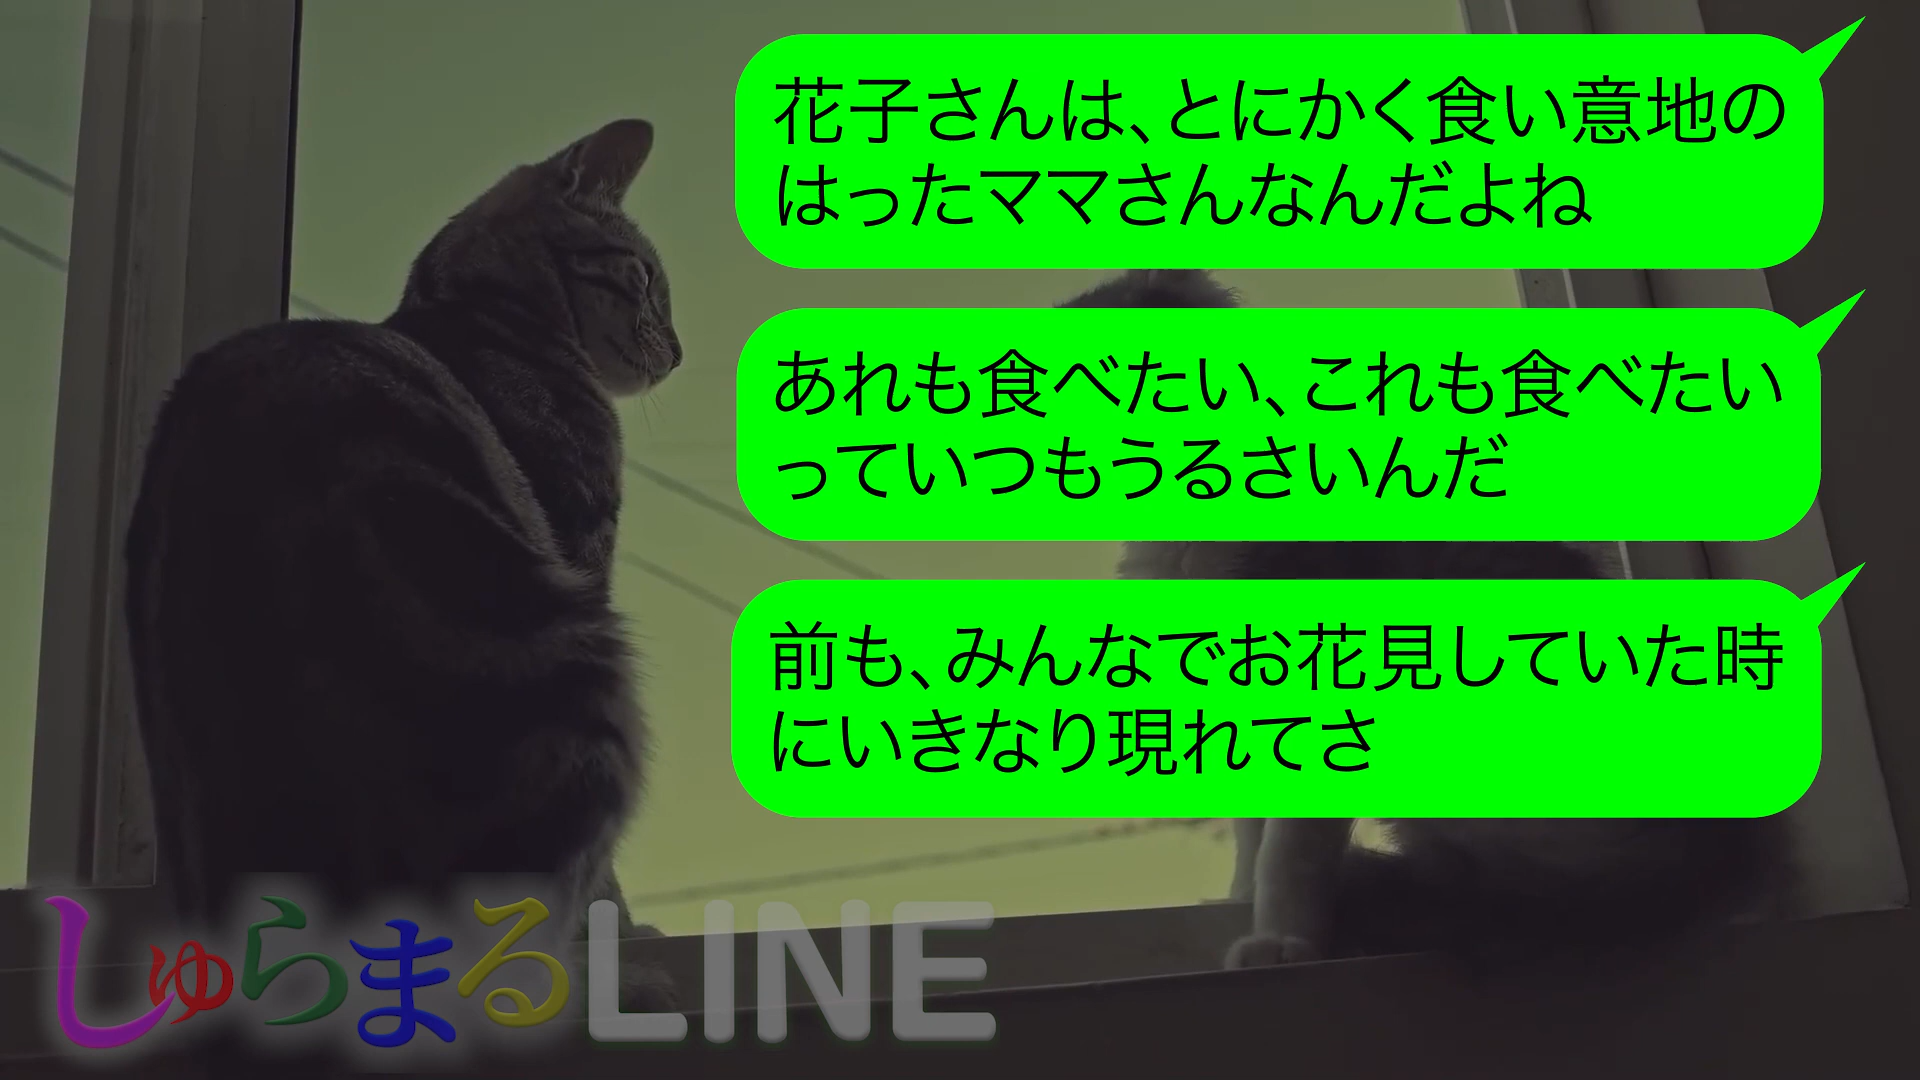 花子さんは、とにかく食い意地の
はったママさんなんだよね
あれも食べたい、これも食べたい
っていつもうるさいんだ
前も、みんなでお花見していた時
にいきなり現れてさ
しゅらまるLINE